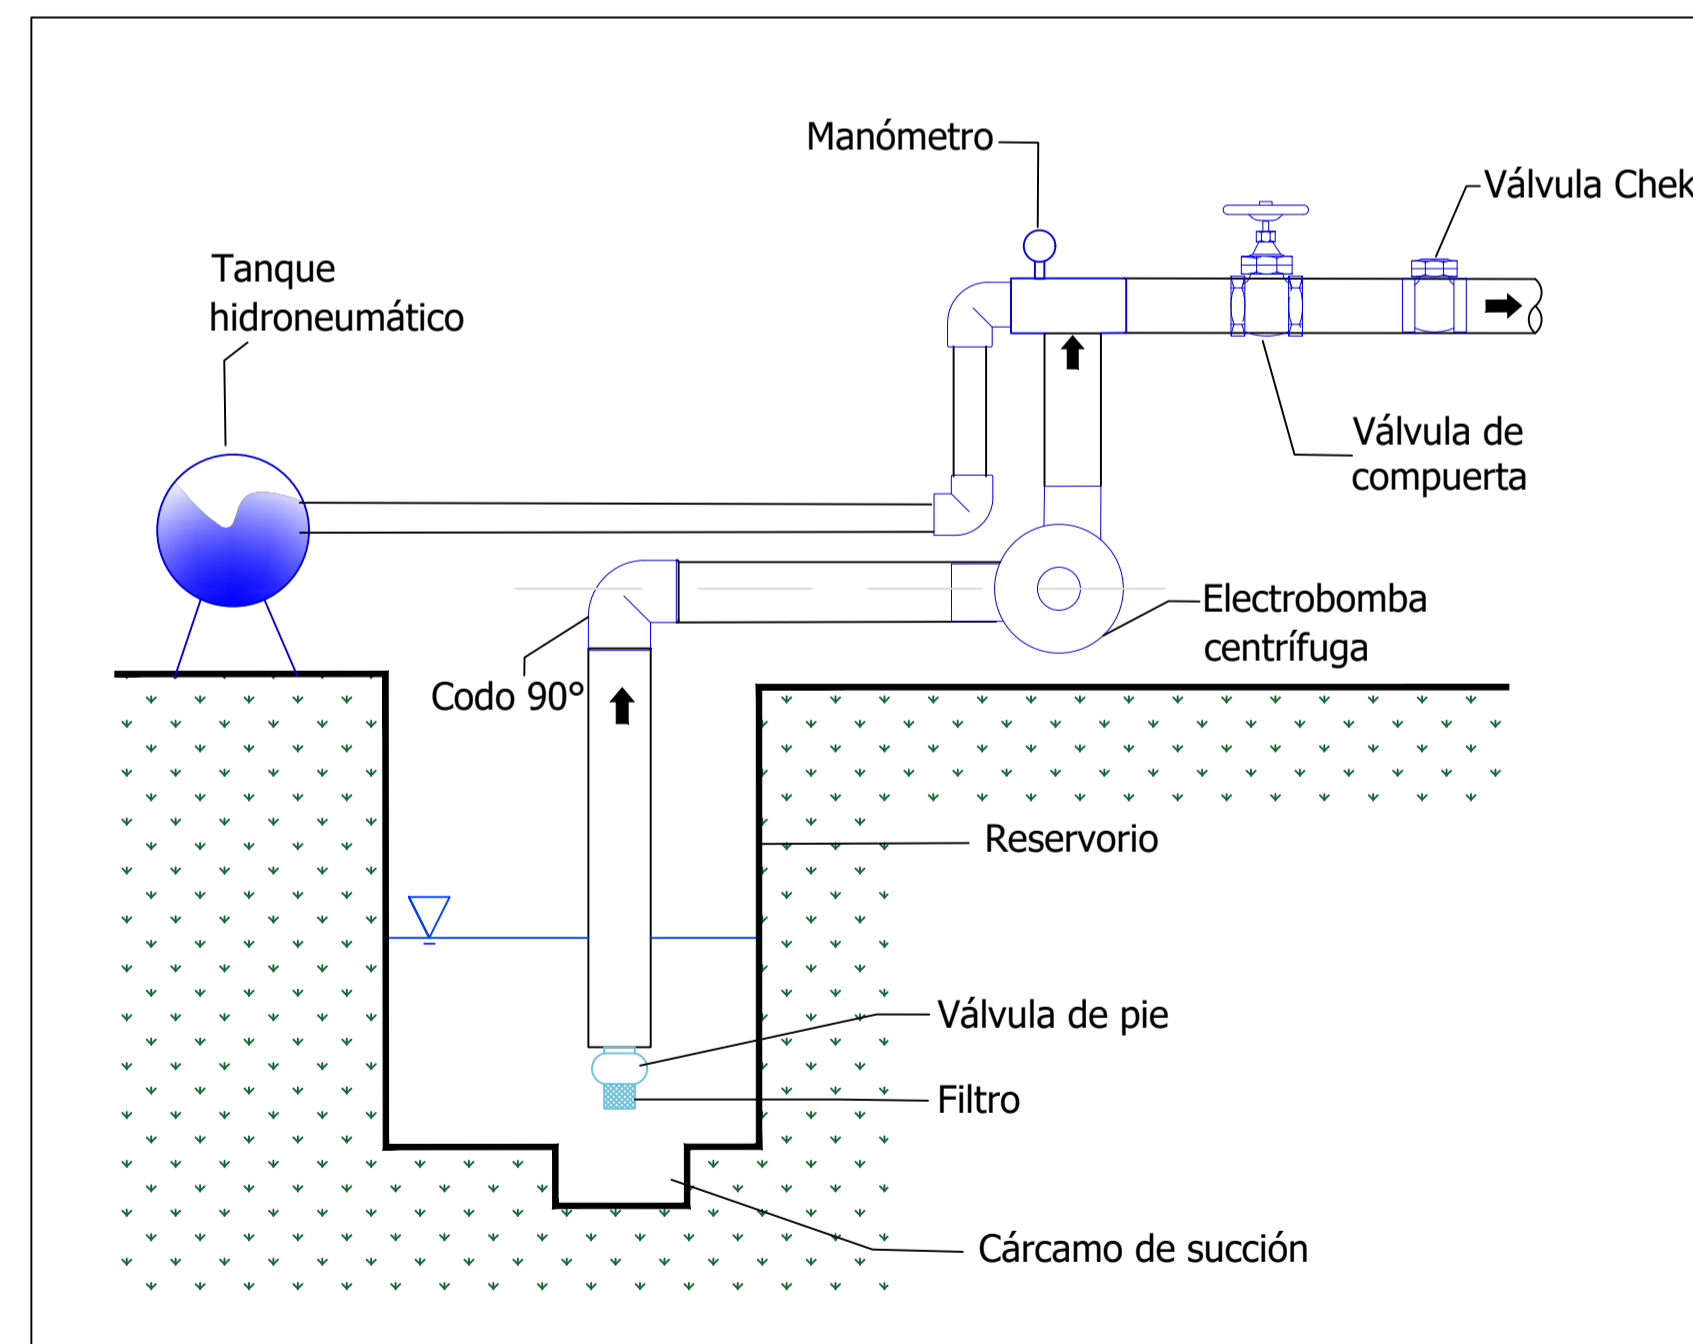 Manómetro
Válvula Chek
Tanque
hidroneumático
Válvula de
compuerta
Electrobomba
centrífuga
Codo 90°
Reservorio
Válvula de pie
Filtro
Cárcamo de succión